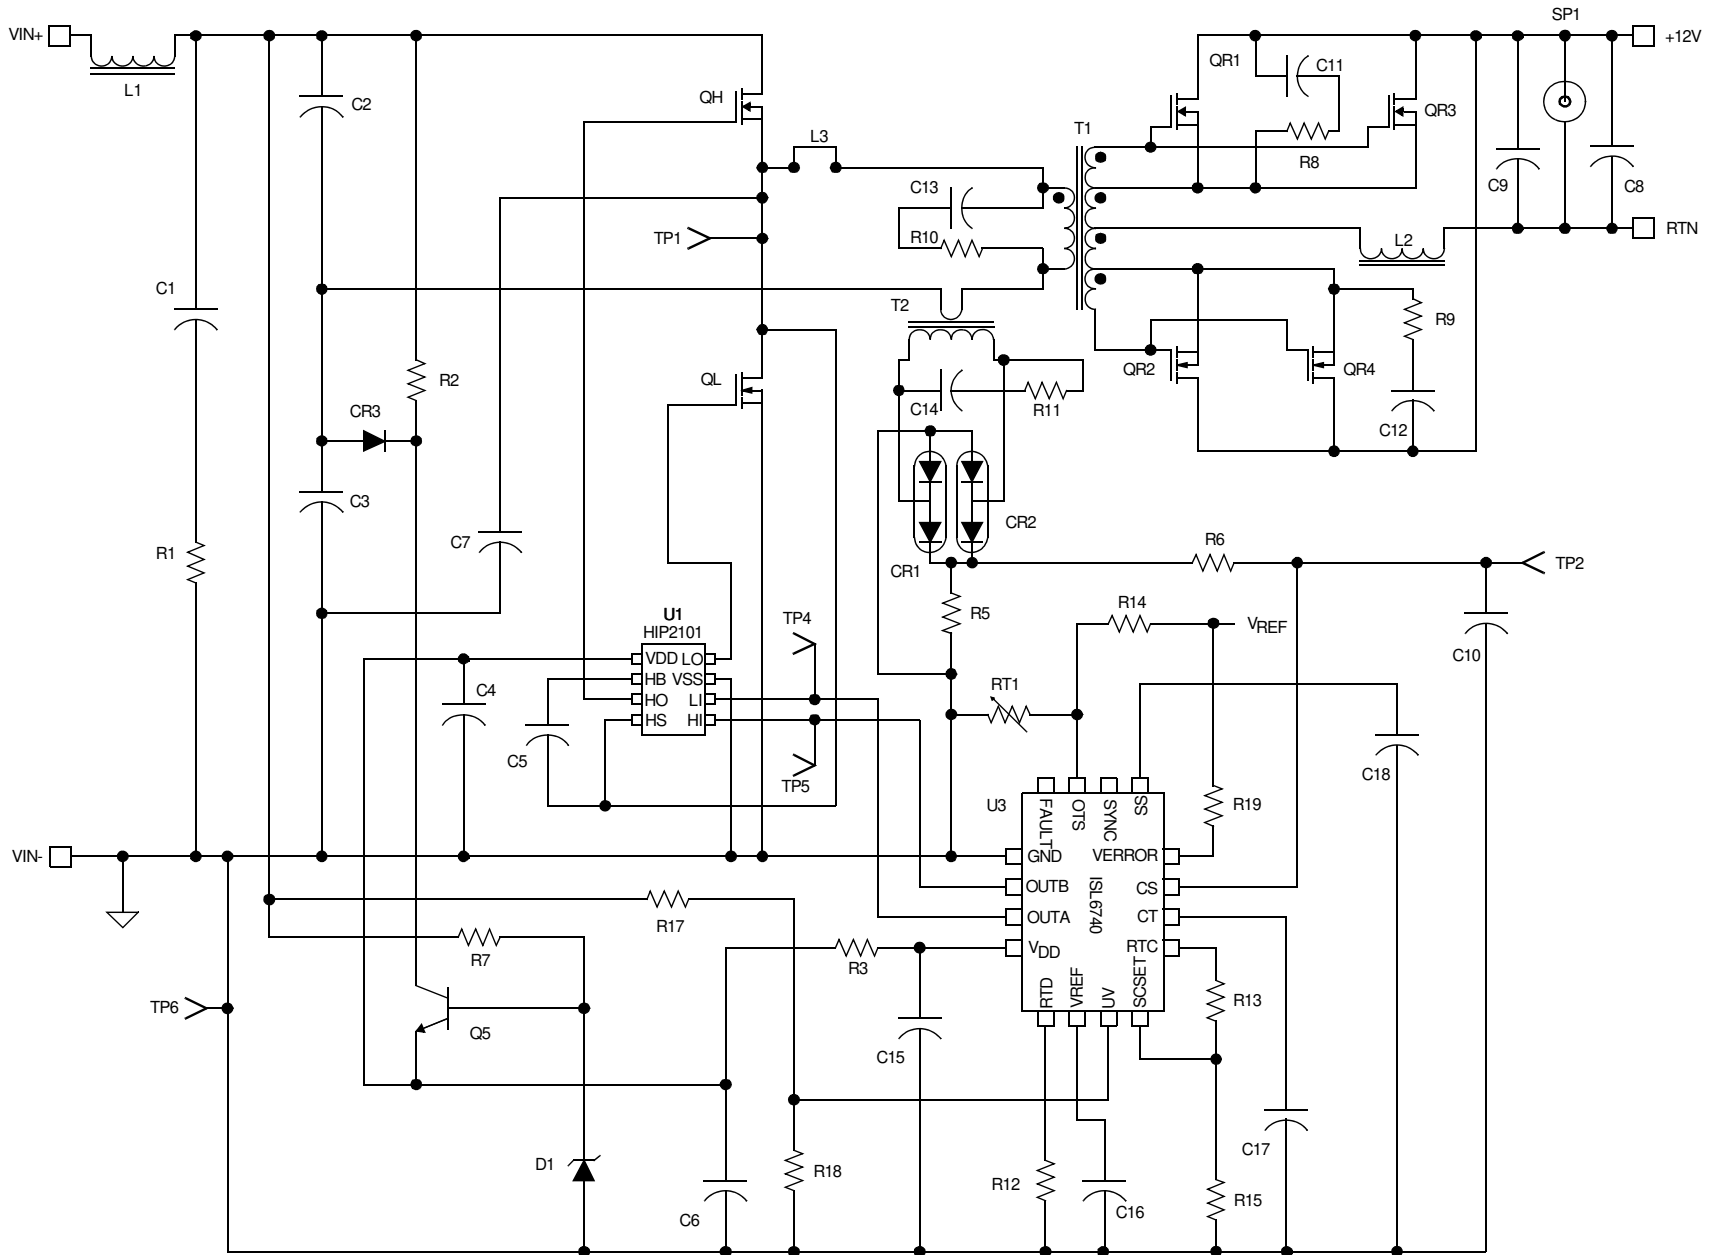 SP1
VIN+
+12V
L1
QR1
C11
C2
QH
QR3
T1
L3
R8
C13
C9
C8
TP1
R10
RTN
L2
C1
T2
R9
QR2
QR4
R2
QL
CR3
C14
R11
C12
C3
CR2
C7
R1
R6
TP2
CR1
U1
HIP2101
TP4
R5
R14
VREF
C10
VDD LO
HB VSS
HO LI
HS HI
C4
RT1
C5
TP5
C18
U3
FAULT
OTS
SYNC
SS
R19
VIN-
GND
VERROR
OUTB
CS
ISL6740
OUTA
CT
VDD
RTC
RTD
VREF
UV
SCSET
R17
R7
R3
R13
TP6
Q5
C15
C17
D1
R18
R12
C16
R15
C6